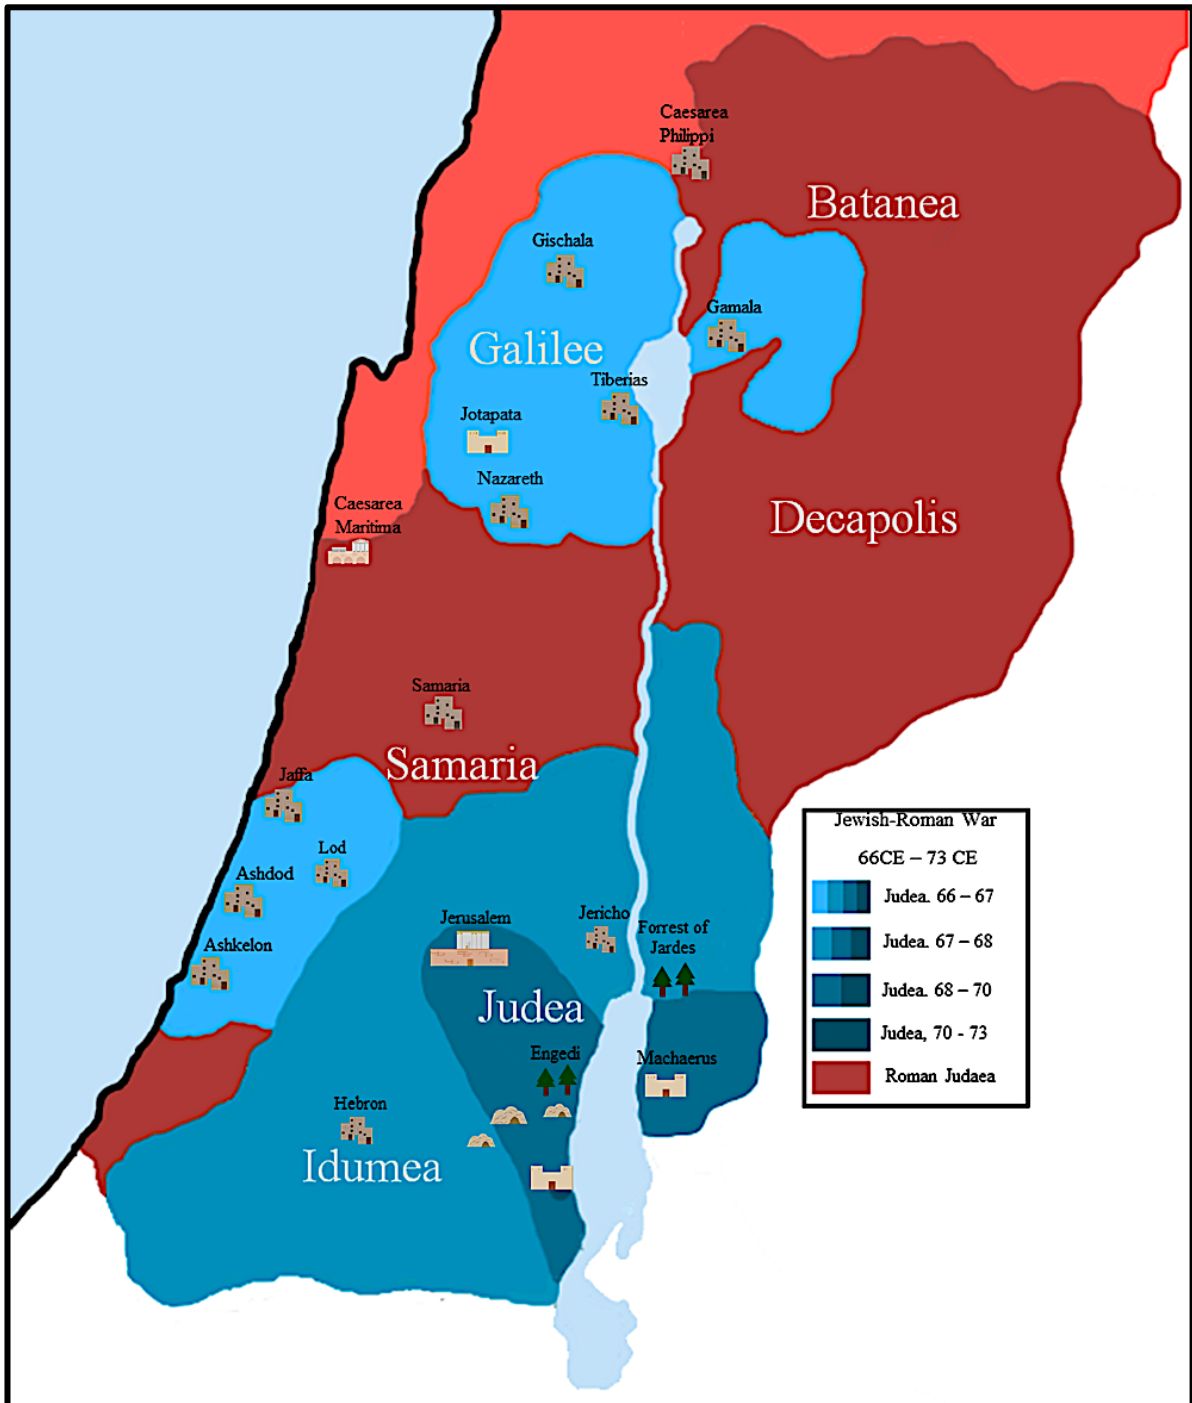 Caesarea
Philippi
Batanea
Gischala
Gamala
Galilee
Tiberias
Jotapata
Nazareth
Caesarea
Maritima
Decapolis
Samaria
Samaria
Jaffa
Lod
Ashdod
Jerusalem
Jericho
Forrest of
Jardes
Ashkelon
Judea
Engedi
Machaerus
Hebron
Idumea
Jewish-Roman War
66CE – 73 CE
Judea. 66 – 67
Judea. 67 – 68
Judea. 68 – 70
Judea, 70 - 73
Roman Judaea